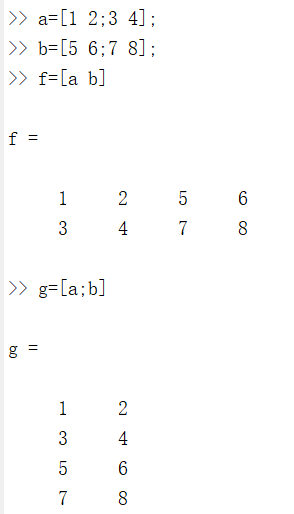 >> a=[1 2;3 4];
>> b=[5 6;7 8];
>> f=[a b]
f =
1 2 5 6
3 4 7 8
>> g=[a;b]
g =
1 2
3 4
5 6
7 8